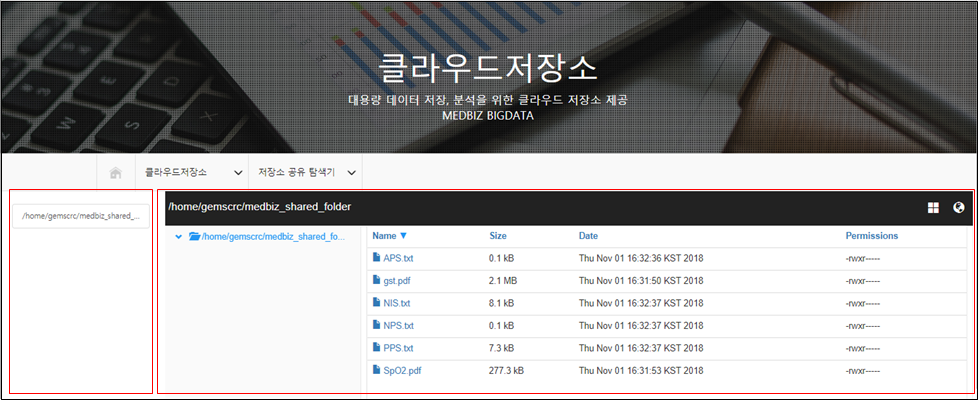 클라우드저장소
대용량 데이터 저장, 분석을 위한 클라우드 저장소 제공
MEDBIZ BIGDATA
클라우드저장소 저장소 공유 탐색기
/home/gemscrc/medbiz_shared_...
/home/gemscrc/medbiz_shared_folder
/home/gemscrc/medbiz_shared_fo...
Name ▼ Size Date Permissions
APS.txt 0.1 kB Thu Nov 01 16:32:36 KST 2018 -rwxr-----
gst.pdf 2.1 MB Thu Nov 01 16:31:50 KST 2018 -rwxr-----
NIS.txt 8.1 kB Thu Nov 01 16:32:37 KST 2018 -rwxr-----
NPS.txt 0.1 kB Thu Nov 01 16:32:37 KST 2018 -rwxr-----
PPS.txt 7.3 kB Thu Nov 01 16:32:37 KST 2018 -rwxr-----
SpO2.pdf 277.3 kB Thu Nov 01 16:31:53 KST 2018 -rwxr-----